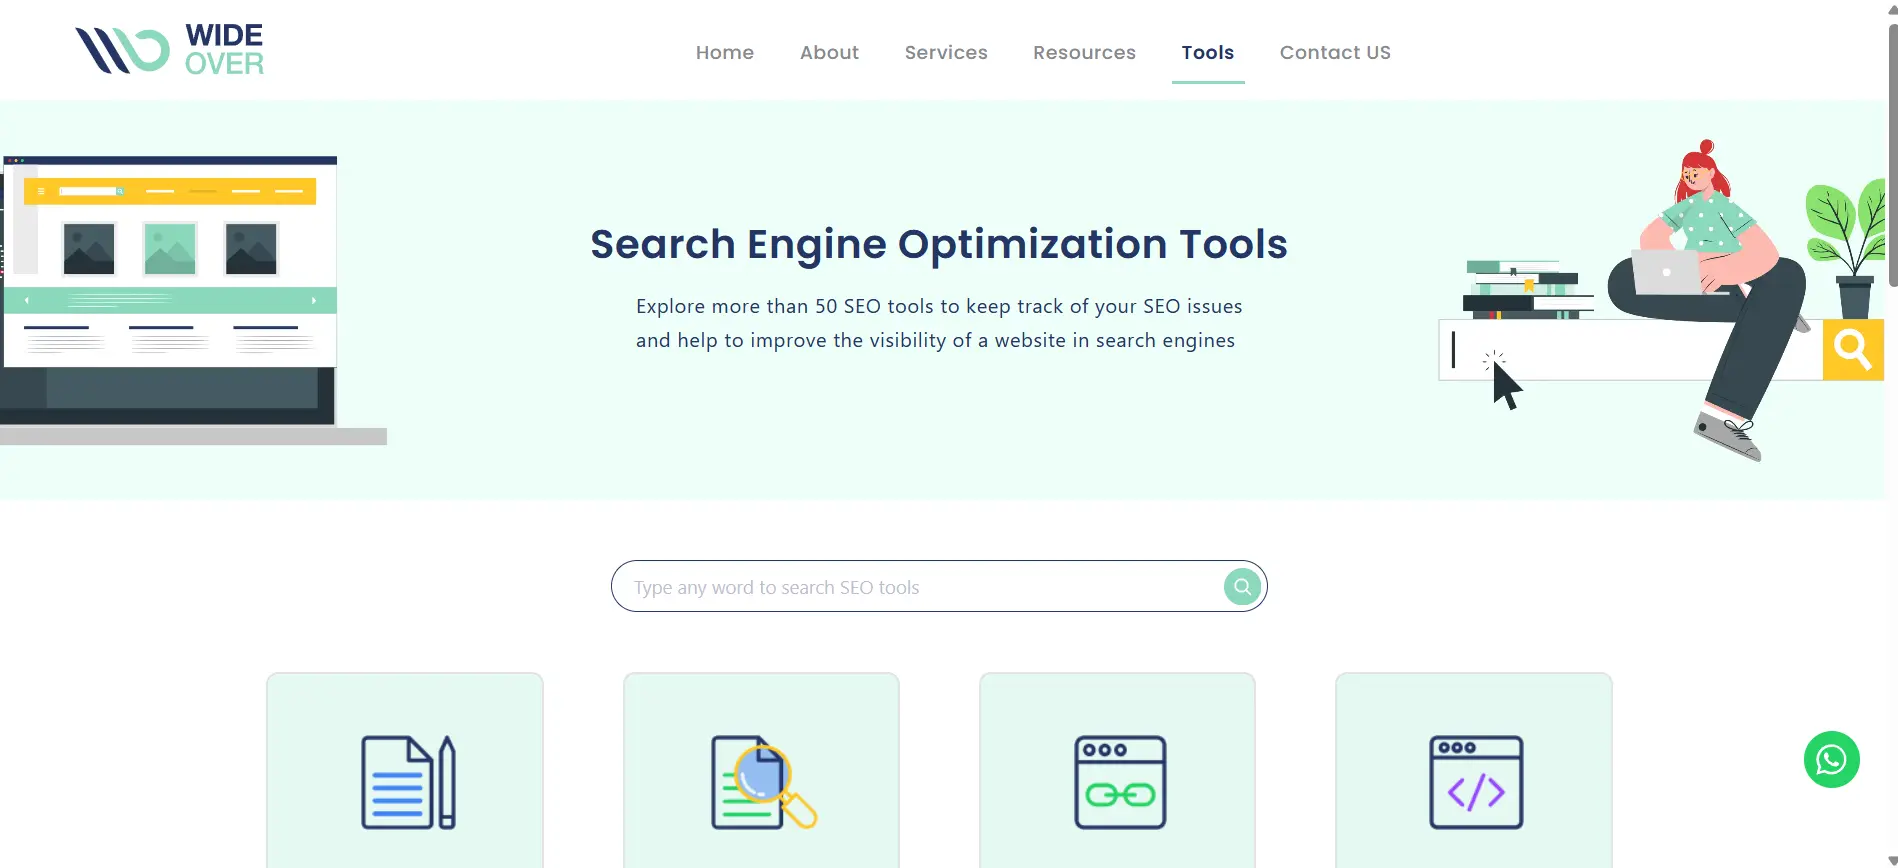 WIDE
OVER
Home
About
Services
Resources
Tools
Contact US
Search Engine Optimization Tools
Explore more than 50 SEO tools to keep track of your SEO issues
and help to improve the visibility of a website in search engines
Type any word to search SEO tools